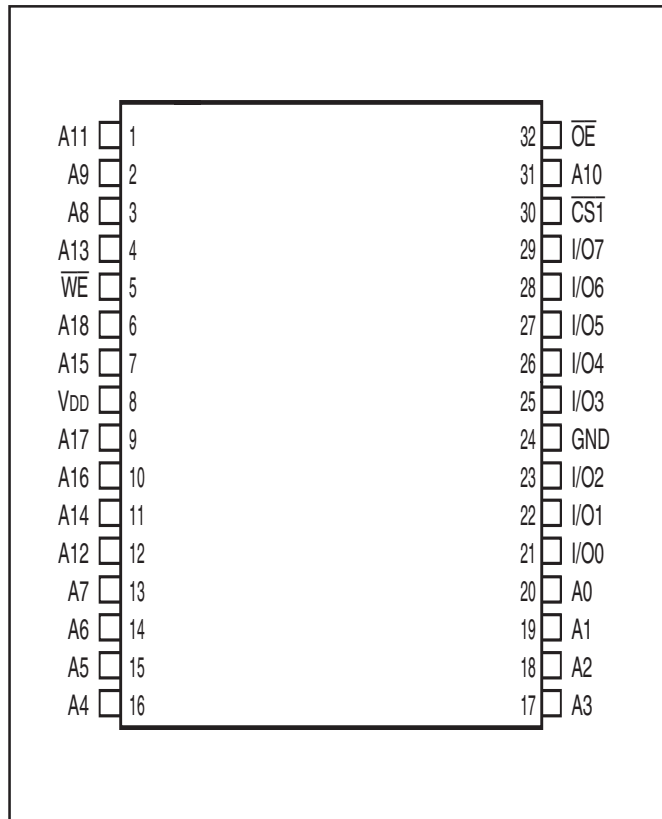 A11 1 32 O̅E̅
A9 2 31 A10
A8 3 30 C̅S̅1̅
A13 4 29 I/O7
W̅E̅ 5 28 I/O6
A18 6 27 I/O5
A15 7 26 I/O4
VDD 8 25 I/O3
A17 9 24 GND
A16 10 23 I/O2
A14 11 22 I/O1
A12 12 21 I/O0
A7 13 20 A0
A6 14 19 A1
A5 15 18 A2
A4 16 17 A3